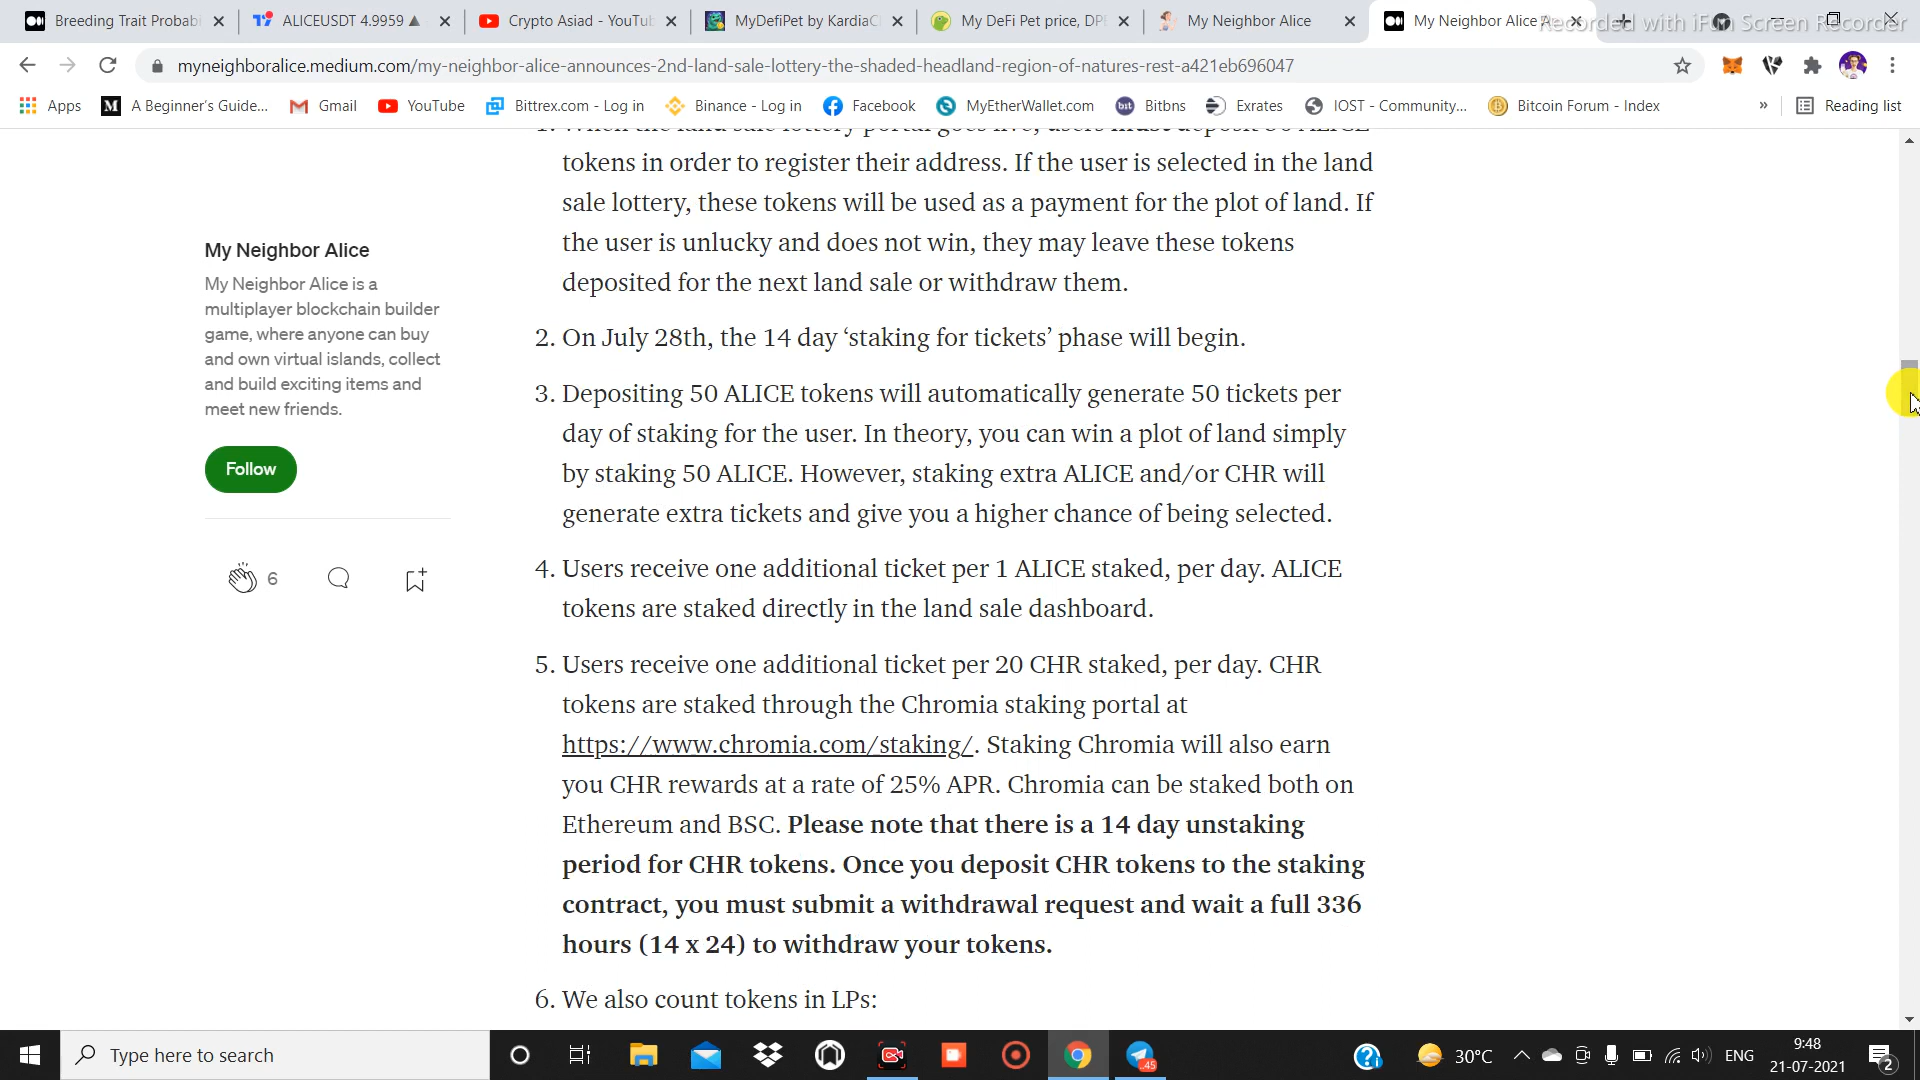 Breeding Trait Probabi
ALICEUSDT 4.9959 ▲
Crypto Asiad - YouTub
MyDefiPet by KardiaC
My DeFi Pet price, DP
My Neighbor Alice
My Neighbor Alice A
Recorded with iFun Screen Recorder
myneighboralice.medium.com/my-neighbor-alice-announces-2nd-land-sale-lottery-the-shaded-headland-region-of-natures-rest-a421eb696047
Apps
A Beginner's Guide...
Gmail
YouTube
Bittrex.com - Log in
Binance - Log in
Facebook
MyEtherWallet.com
Bitbns
Exrates
IOST - Community...
Bitcoin Forum - Index
»
Reading list
My Neighbor Alice
My Neighbor Alice is a
multiplayer blockchain builder
game, where anyone can buy
and own virtual islands, collect
and build exciting items and
meet new friends.
Follow
6
1. When the land sale lottery portal goes live, users must deposit 50 ALICE
tokens in order to register their address. If the user is selected in the land
sale lottery, these tokens will be used as a payment for the plot of land. If
the user is unlucky and does not win, they may leave these tokens
deposited for the next land sale or withdraw them.
2. On July 28th, the 14 day ‘staking for tickets’ phase will begin.
3. Depositing 50 ALICE tokens will automatically generate 50 tickets per
day of staking for the user. In theory, you can win a plot of land simply
by staking 50 ALICE. However, staking extra ALICE and/or CHR will
generate extra tickets and give you a higher chance of being selected.
4. Users receive one additional ticket per 1 ALICE staked, per day. ALICE
tokens are staked directly in the land sale dashboard.
5. Users receive one additional ticket per 20 CHR staked, per day. CHR
tokens are staked through the Chromia staking portal at
https://www.chromia.com/staking/. Staking Chromia will also earn
you CHR rewards at a rate of 25% APR. Chromia can be staked both on
Ethereum and BSC. Please note that there is a 14 day unstaking
period for CHR tokens. Once you deposit CHR tokens to the staking
contract, you must submit a withdrawal request and wait a full 336
hours (14 x 24) to withdraw your tokens.
6. We also count tokens in LPs:
Type here to search
.45
30°C
ENG
9:48
21-07-2021
2